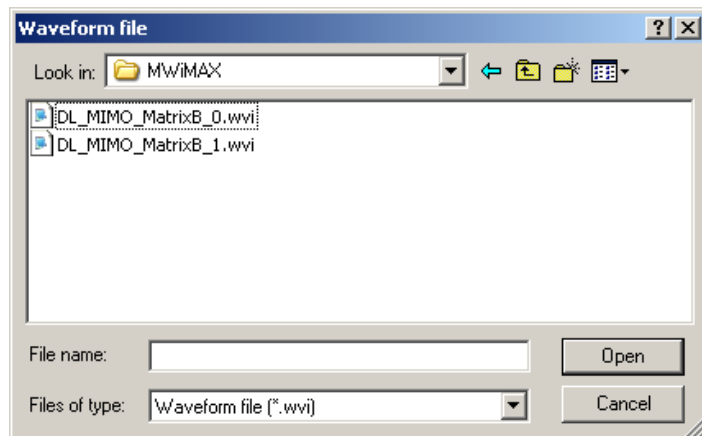 Waveform file
Look in: MWiMAX
DL_MIMO_MatrixB_0.wvi
DL_MIMO_MatrixB_1.wvi
File name: Open
Files of type: Waveform file (*.wvi) Cancel